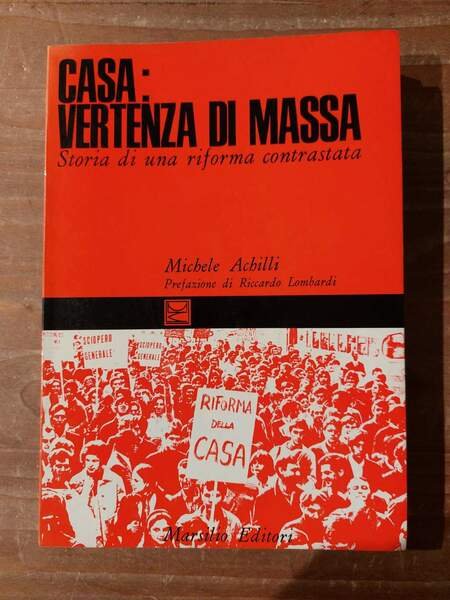 CASA:
VERTENZA DI MASSA
Storia di una riforma contrastata
Michele Achilli
Prefazione di Riccardo Lombardi
SCIOPERO
GENERALE
SCIOPERO
GENERALE
RIFORMA
DELLA
CASA
Marsilio Editori